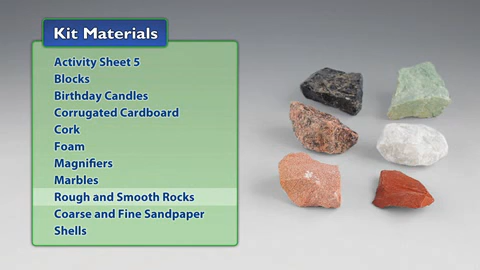 Kit Materials
Activity Sheet 5
Blocks
Birthday Candles
Corrugated Cardboard
Cork
Foam
Magnifiers
Marbles
Rough and Smooth Rocks
Coarse and Fine Sandpaper
Shells